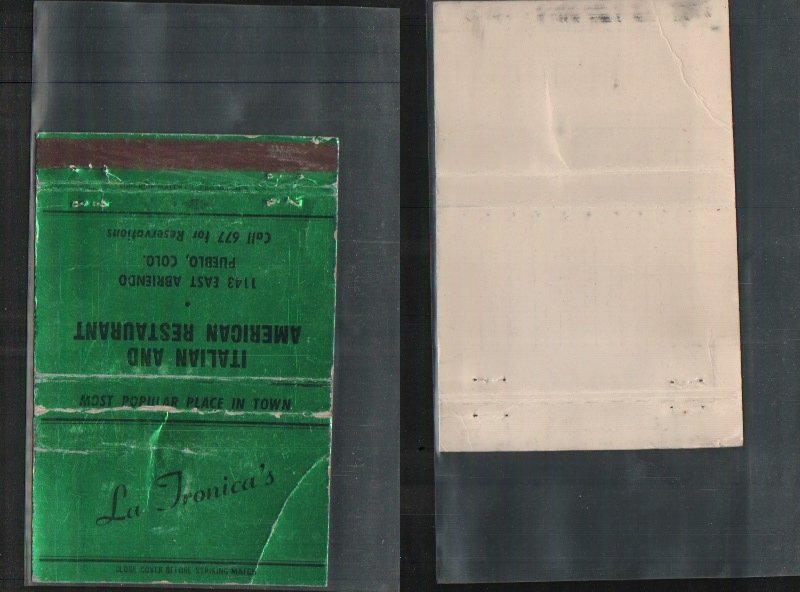 La Tronica's
CLOSE COVER BEFORE STRIKING MATCH
MOST POPULAR PLACE IN TOWN
ITALIAN AND
AMERICAN RESTAURANT
•
1143 EAST ABRIENDO
PUEBLO, COLO.
Call 677 for Reservations